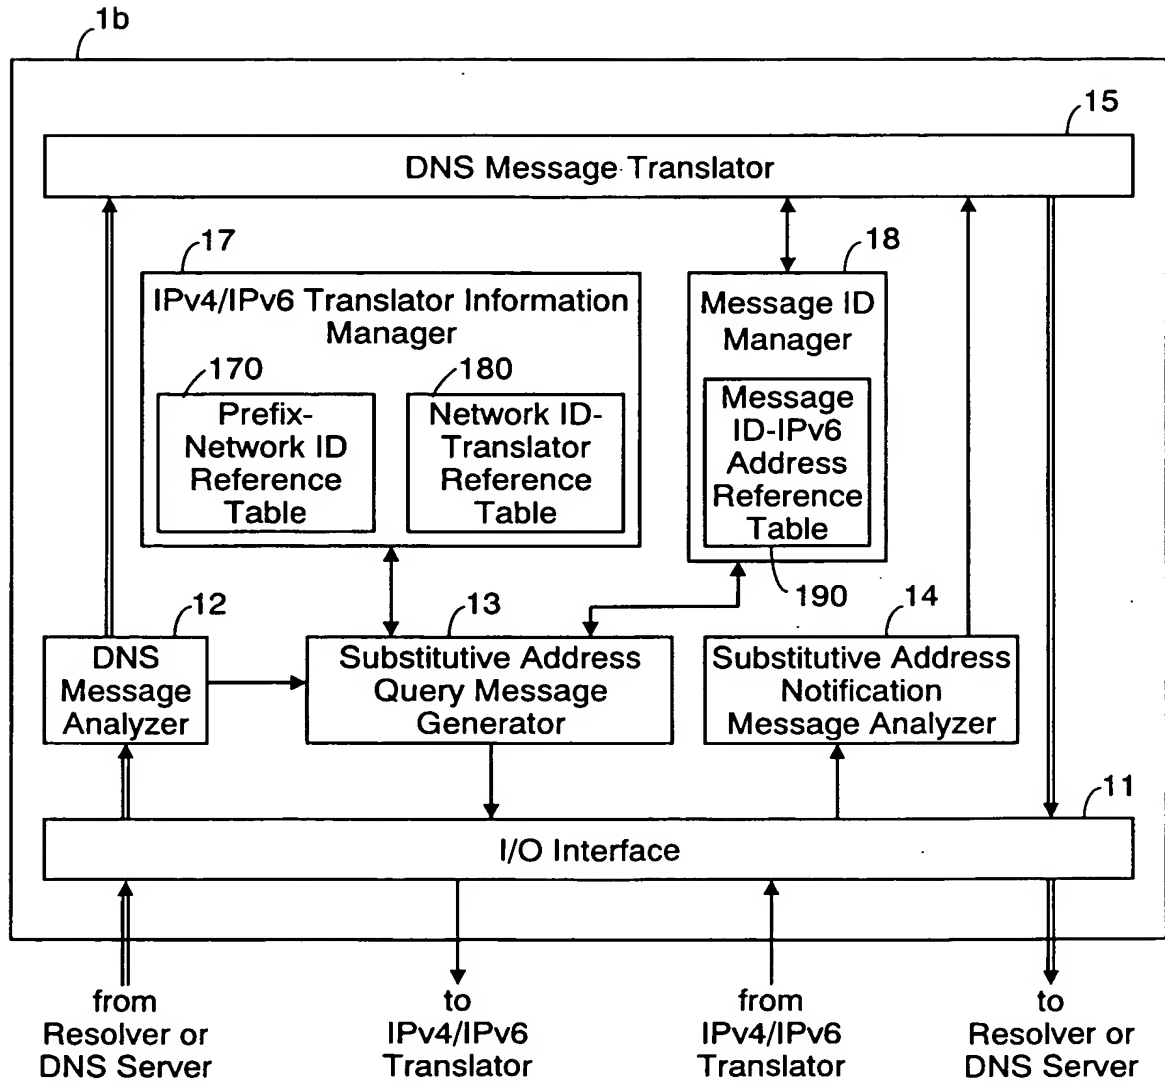 1b
15
DNS Message Translator
17
IPv4/IPv6 Translator Information
Manager
170
Prefix-
Network ID
Reference
Table
180
Network ID-
Translator
Reference
Table
18
Message ID
Manager
Message
ID-IPv6
Address
Reference
Table
190
12
DNS
Message
Analyzer
13
Substitutive Address
Query Message
Generator
14
Substitutive Address
Notification
Message Analyzer
11
I/O Interface
from
Resolver or
DNS Server
to
IPv4/IPv6
Translator
from
IPv4/IPv6
Translator
to
Resolver or
DNS Server